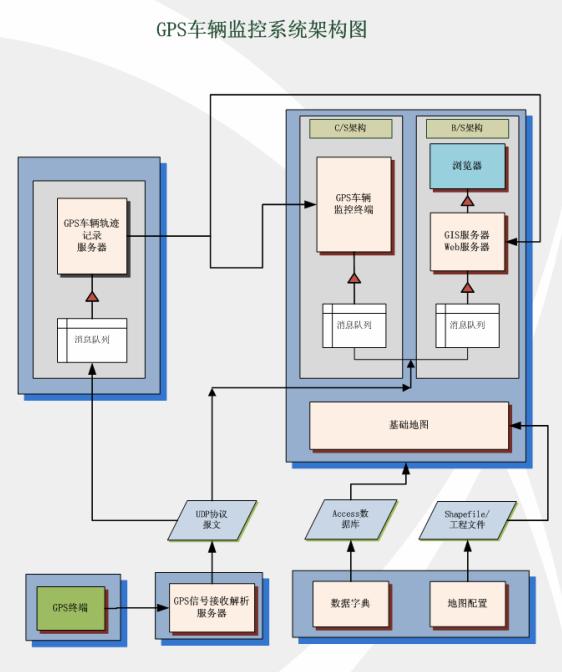 GPS车辆监控系统架构图
C/S架构
B/S架构
浏览器
GPS车辆
监控终端
GPS车辆轨迹
记录
服务器
GIS服务器
Web服务器
消息队列
消息队列
消息队列
基础地图
UDP协议
报文
Access数
据库
Shapefile/
工程文件
GPS终端
GPS信号接收解析
服务器
数据字典
地图配置